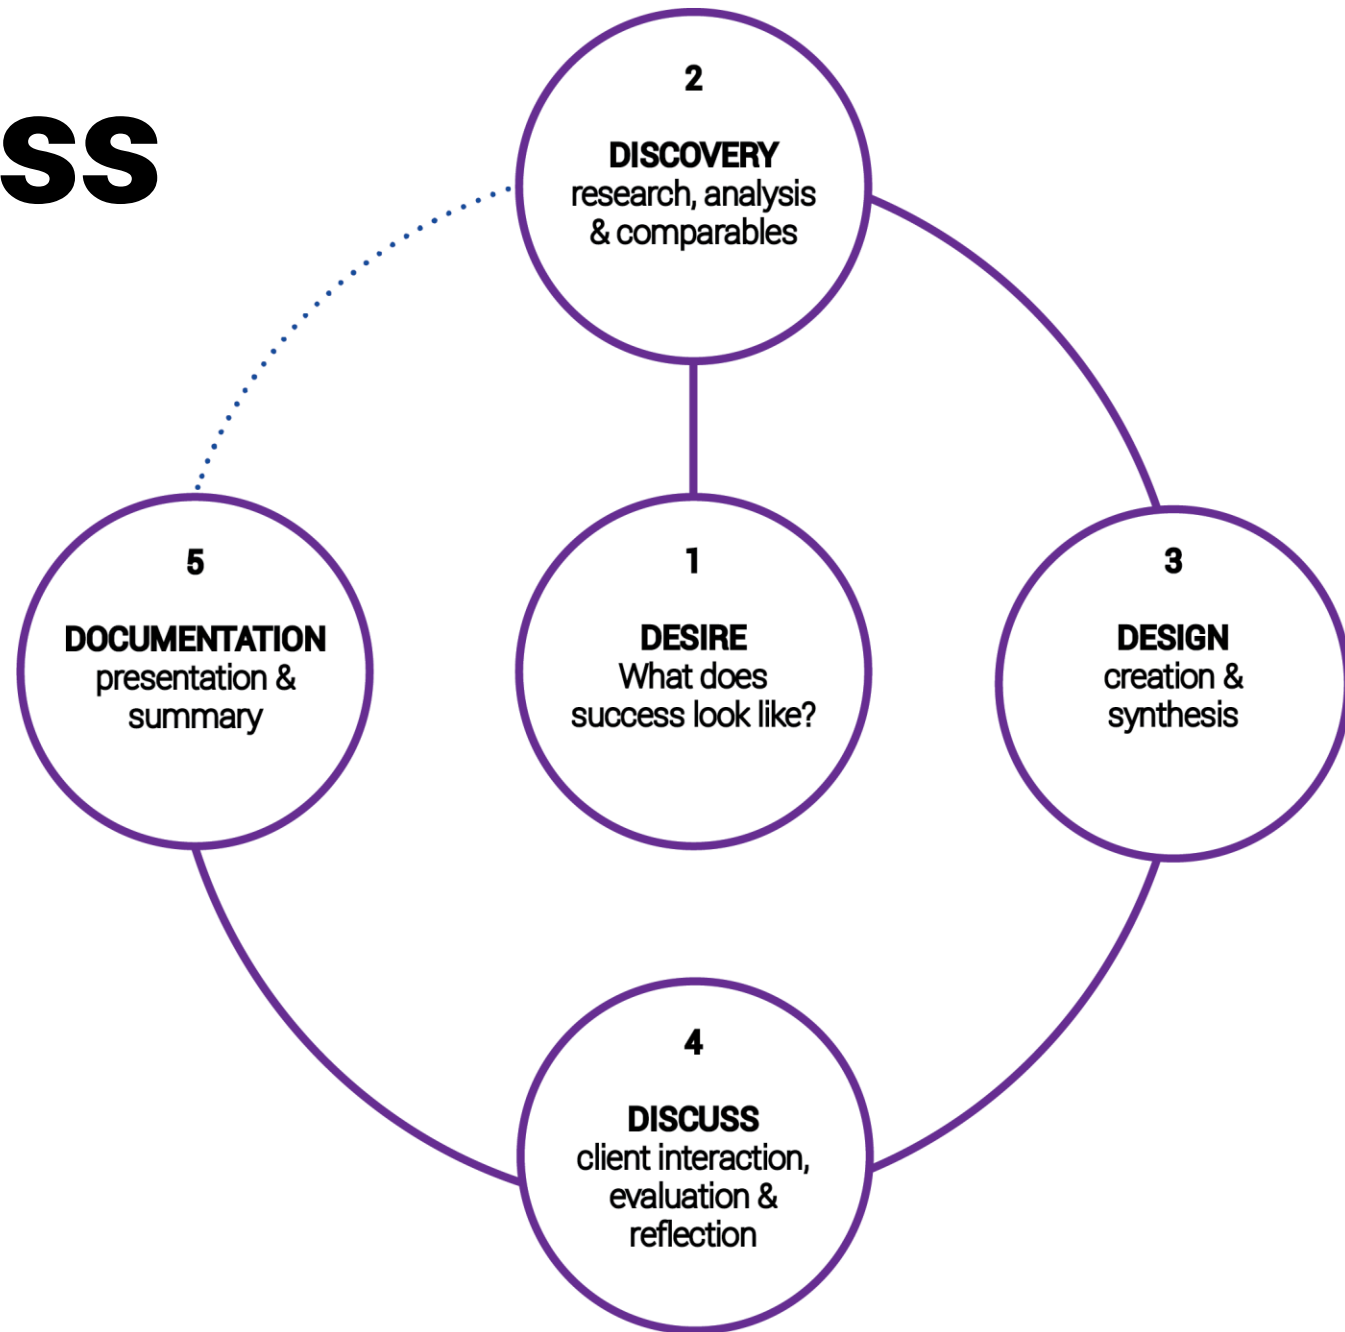 ss
2
DISCOVERY
research, analysis
& comparables
5
DOCUMENTATION
presentation &
summary
1
DESIRE
What does
success look like?
3
DESIGN
creation &
synthesis
4
DISCUSS
client interaction,
evaluation &
reflection